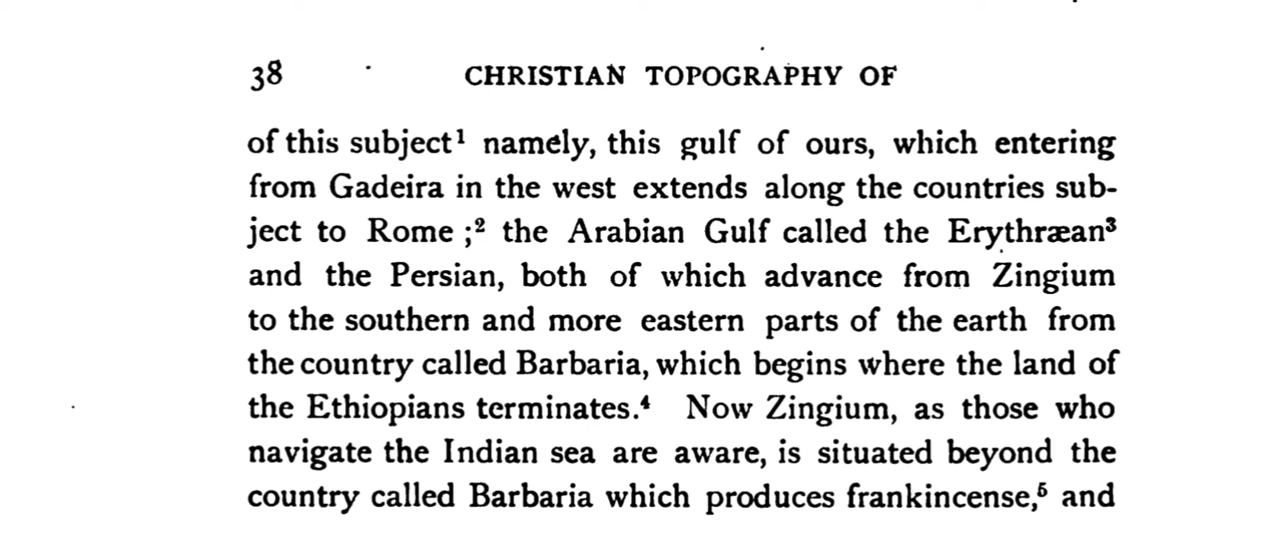 38 CHRISTIAN TOPOGRAPHY OF
of this subject¹ namely, this gulf of ours, which entering
from Gadeira in the west extends along the countries sub-
ject to Rome ;² the Arabian Gulf called the Erythræan³
and the Persian, both of which advance from Zingium
to the southern and more eastern parts of the earth from
the country called Barbaria, which begins where the land of
the Ethiopians terminates.⁴ Now Zingium, as those who
navigate the Indian sea are aware, is situated beyond the
country called Barbaria which produces frankincense,⁵ and